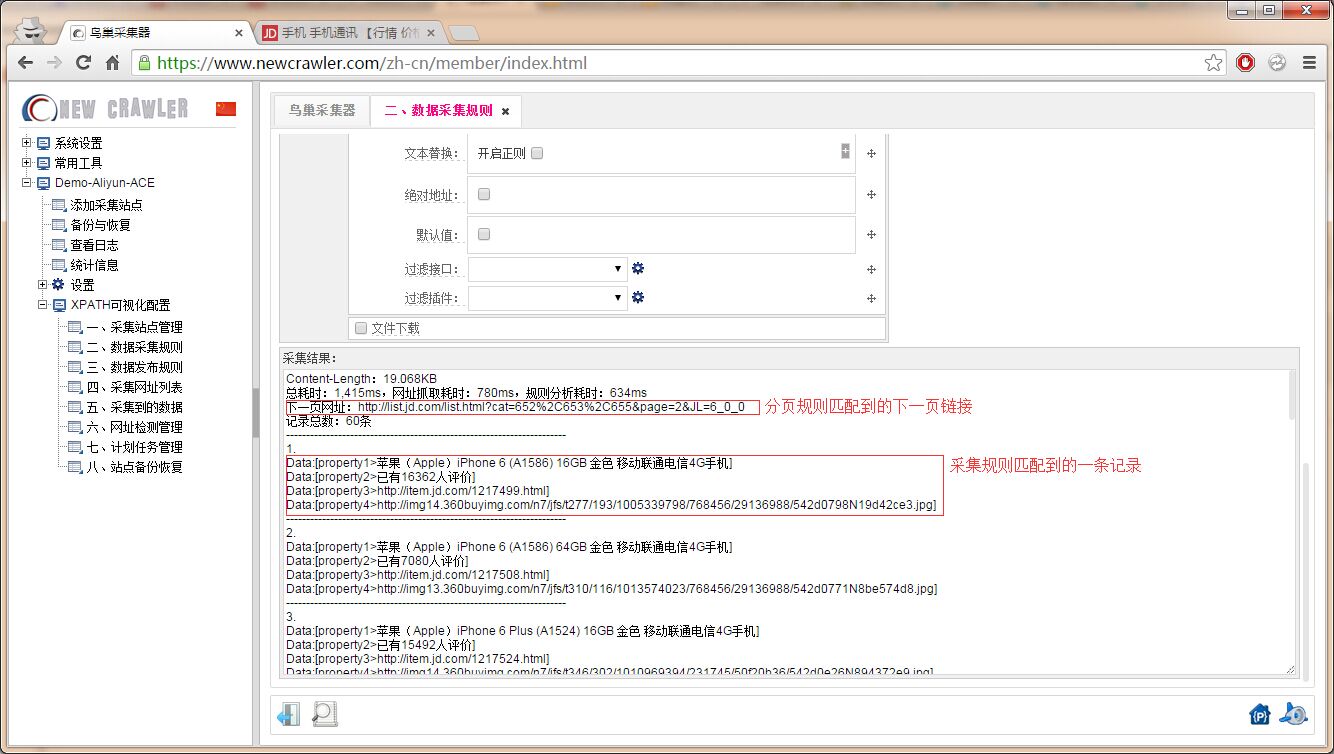 鸟巢采集器
手机 手机通讯 【行情 价
https://www.newcrawler.com/zh-cn/member/index.html
NEW CRAWLER
系统设置
常用工具
Demo-Aliyun-ACE
添加采集站点
备份与恢复
查看日志
统计信息
设置
XPATH可视化配置
一、采集站点管理
二、数据采集规则
三、数据发布规则
四、采集网址列表
五、采集到的数据
六、网址检测管理
七、计划任务管理
八、站点备份恢复
鸟巢采集器
二、数据采集规则
文本替换: 开启正则
绝对地址:
默认值:
过滤接口:
过滤插件:
文件下载
采集结果:
Content-Length: 19.068KB
总耗时: 1,415ms, 网址抓取耗时: 780ms, 规则分析耗时: 634ms
下一页网址: http://list.jd.com/list.html?cat=652%2C653%2C655&page=2&JL=6_0_0 分页规则匹配到的下一页链接
记录总数: 60条
1.
Data:[property1>苹果（Apple）iPhone 6 (A1586) 16GB 金色 移动联通电信4G手机]
采集规则匹配到的一条记录
Data:[property2>已有16362人评价]
Data:[property3>http://item.jd.com/1217499.html]
Data:[property4>http://img14.360buyimg.com/n7/jfs/t277/193/1005339798/768456/29136988/542d0798N19d42ce3.jpg]
2.
Data:[property1>苹果（Apple）iPhone 6 (A1586) 64GB 金色 移动联通电信4G手机]
Data:[property2>已有7080人评价]
Data:[property3>http://item.jd.com/1217508.html]
Data:[property4>http://img13.360buyimg.com/n7/jfs/t310/116/1013574023/768456/29136988/542d0771N8be574d8.jpg]
3.
Data:[property1>苹果（Apple）iPhone 6 Plus (A1524) 16GB 金色 移动联通电信4G手机]
Data:[property2>已有15492人评价]
Data:[property3>http://item.jd.com/1217524.html]
Data:[property4>http://img14.360buyimg.com/n7/jfs/t346/302/1010969394/231745/50f20b36/542d0e26N894372e9.jpg]